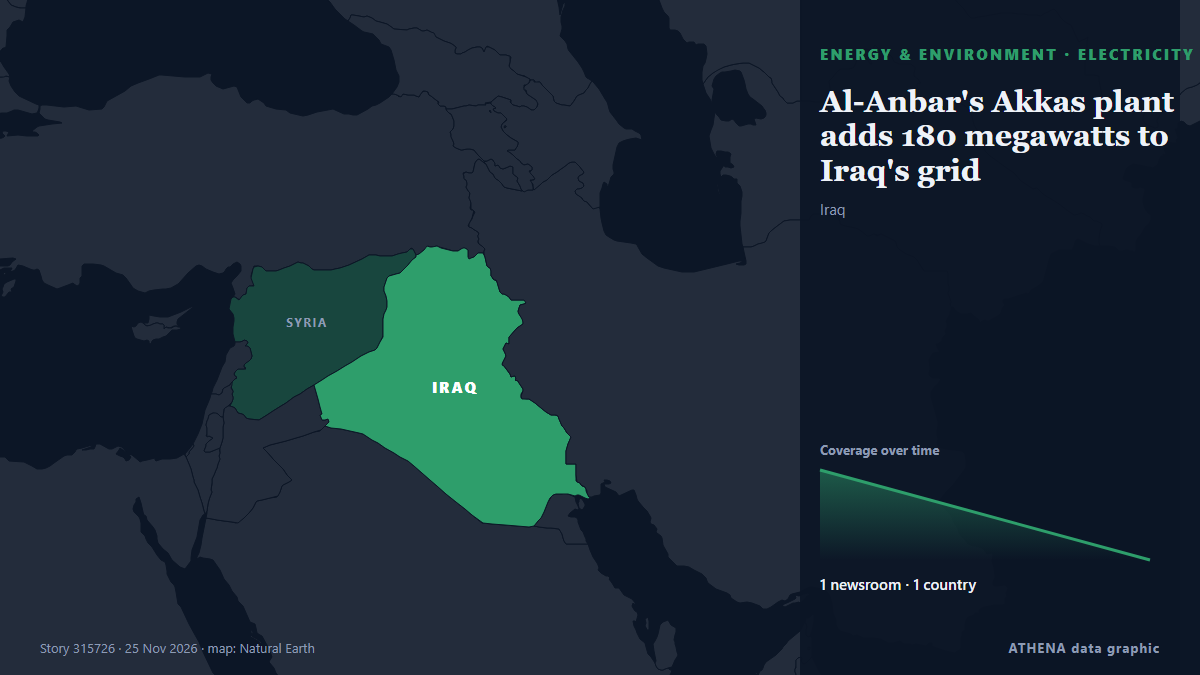 ENERGY & ENVIRONMENT · ELECTRICITY
Al-Anbar's Akkas plant
adds 180 megawatts to
Iraq's grid
Iraq
SYRIA
IRAQ
Coverage over time
1 newsroom · 1 country
Story 315726 · 25 Nov 2026 · map: Natural Earth
ATHENA data graphic